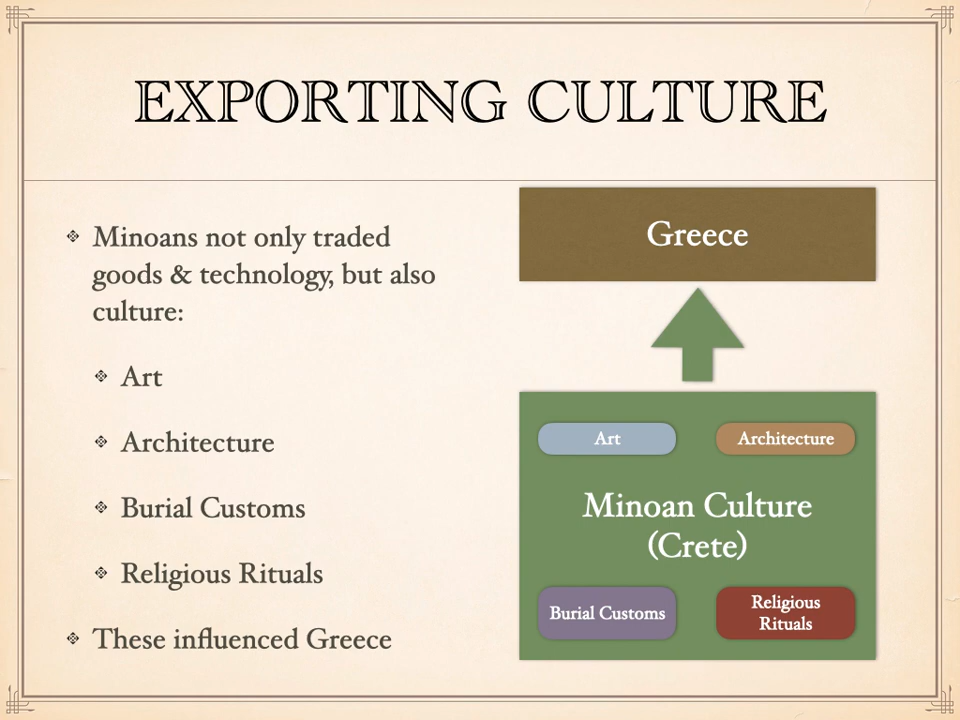 EXPORTING CULTURE
Minoans not only traded
goods & technology, but also
culture:
Art
Architecture
Burial Customs
Religious Rituals
These influenced Greece
Greece
Art
Architecture
Minoan Culture
(Crete)
Burial Customs
Religious
Rituals